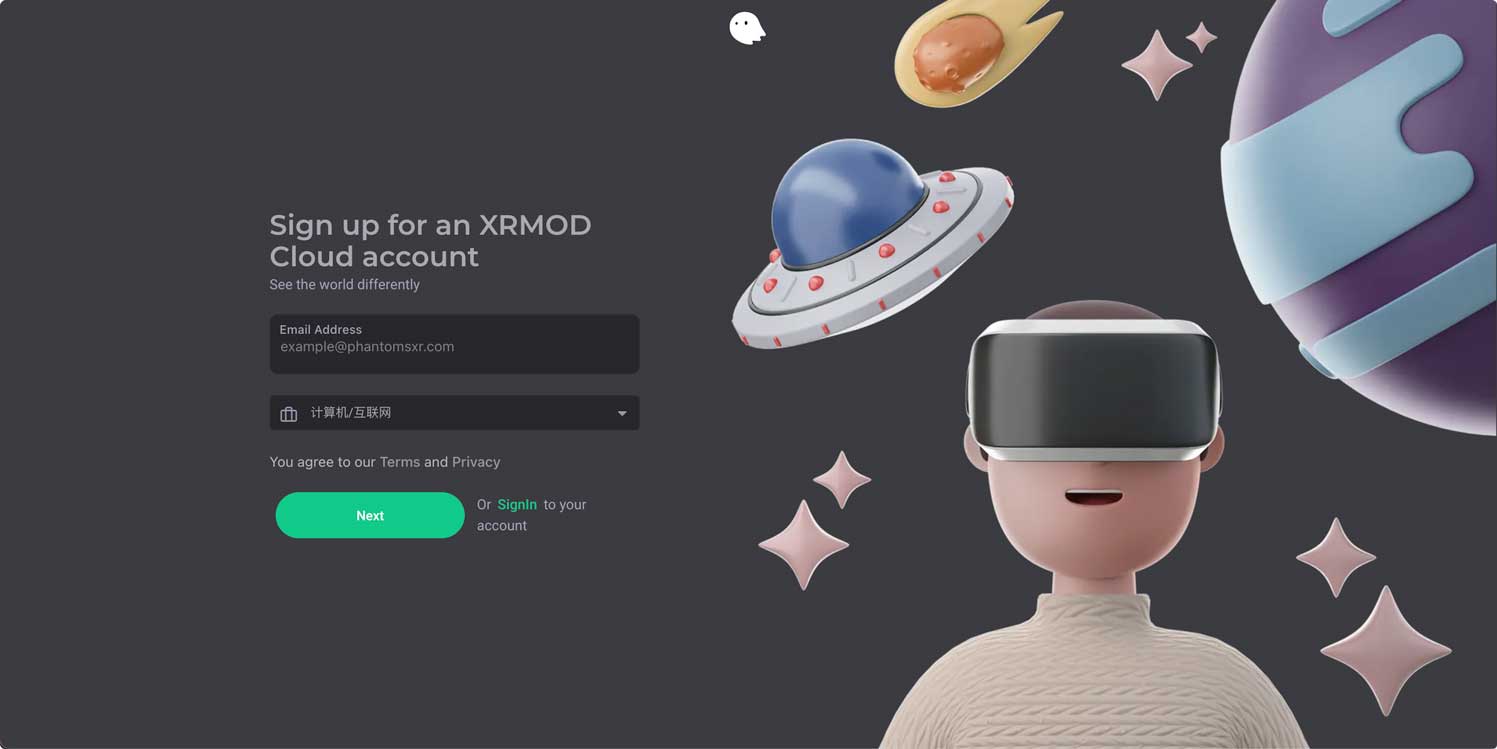 Sign up for an XRMOD
Cloud account
See the world differently
Email Address
example@phantomsxr.com
计算机/互联网
You agree to our Terms and Privacy
Next
Or SignIn to your
account